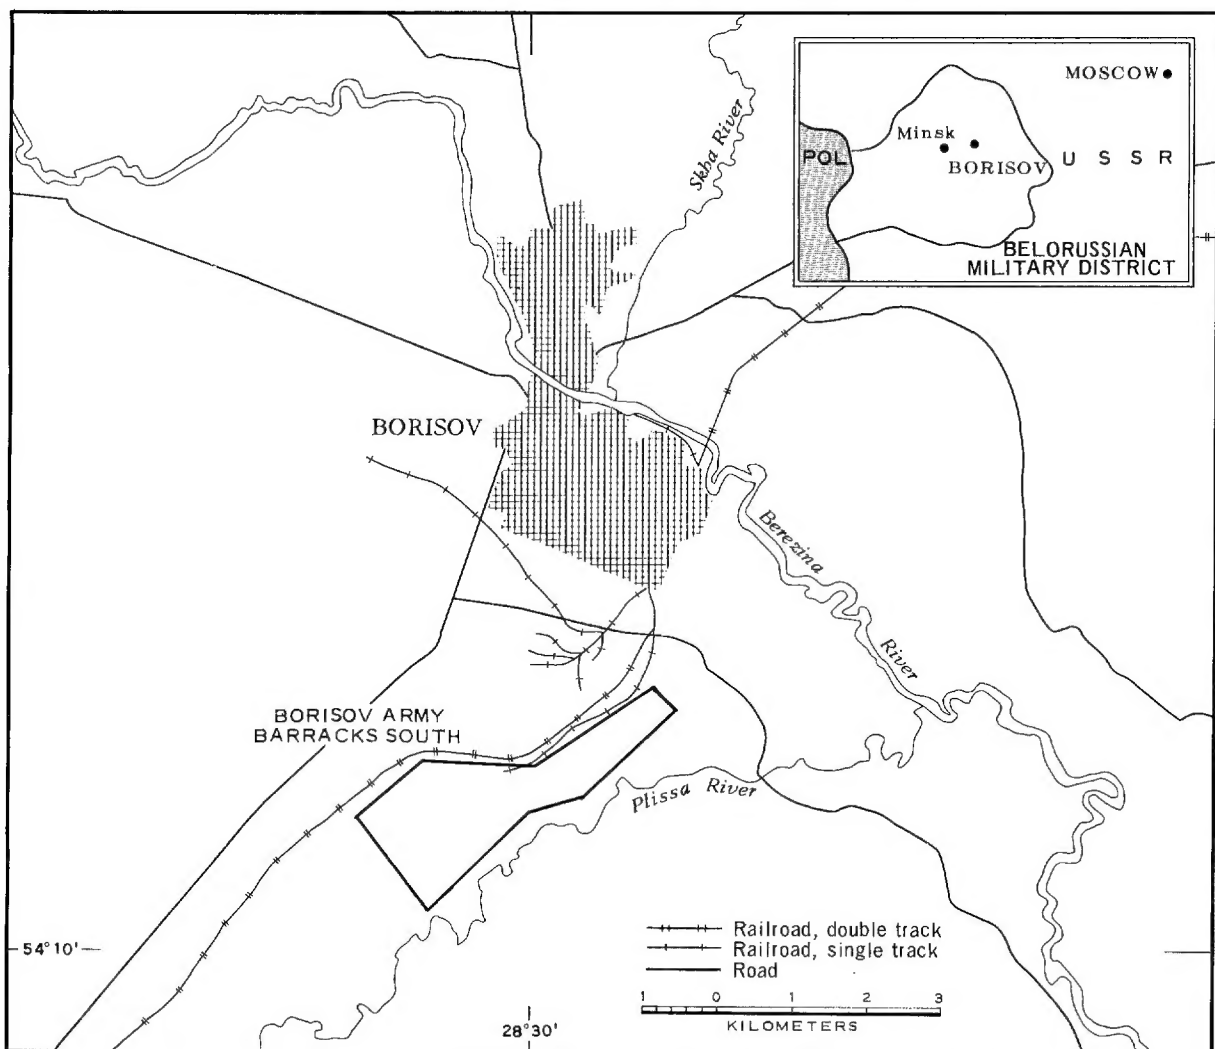 Skha River
MOSCOW
Minsk
POL
BORISOV
U S S R
BELORUSSIAN
MILITARY DISTRICT
BORISOV
Berezina
River
BORISOV ARMY
BARRACKS SOUTH
Plissa River
Railroad, double track
Railroad, single track
Road
54°10'
1 0 1 2 3
KILOMETERS
28°30'